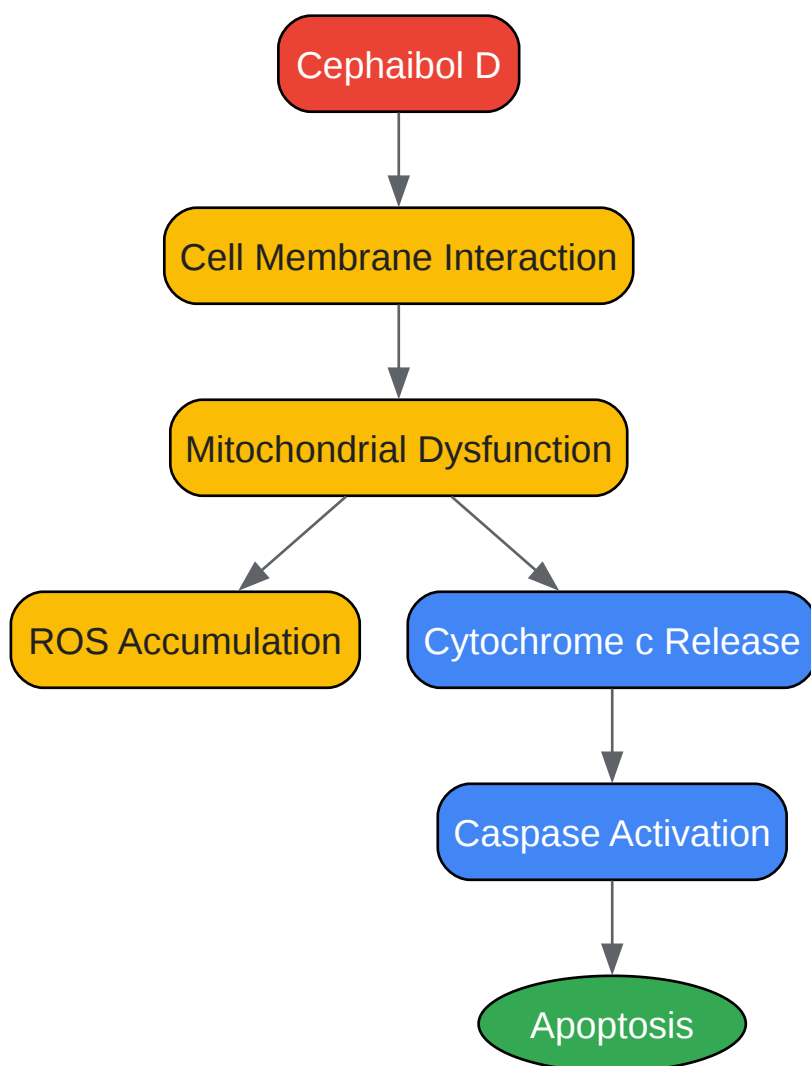 Cephaibol D
Cell Membrane Interaction
Mitochondrial Dysfunction
ROS Accumulation
Cytochrome c Release
Caspase Activation
Apoptosis